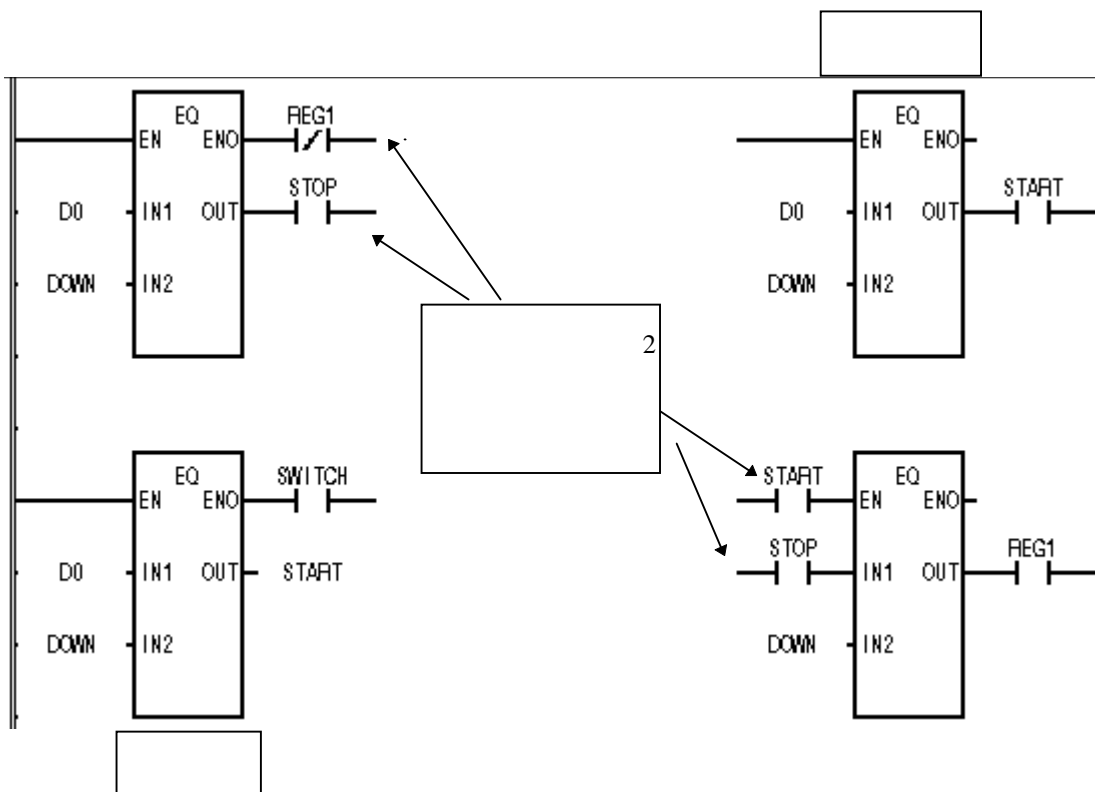 EQ
REG1
EN ENO
STOP
D0 IN1 OUT
DOWN IN2
EQ
EN ENO
START
D0 IN1 OUT
DOWN IN2
2
EQ
SWITCH
EN ENO
D0 IN1 OUT START
DOWN IN2
START
EQ
EN ENO
STOP
REG1
IN1 OUT
DOWN IN2